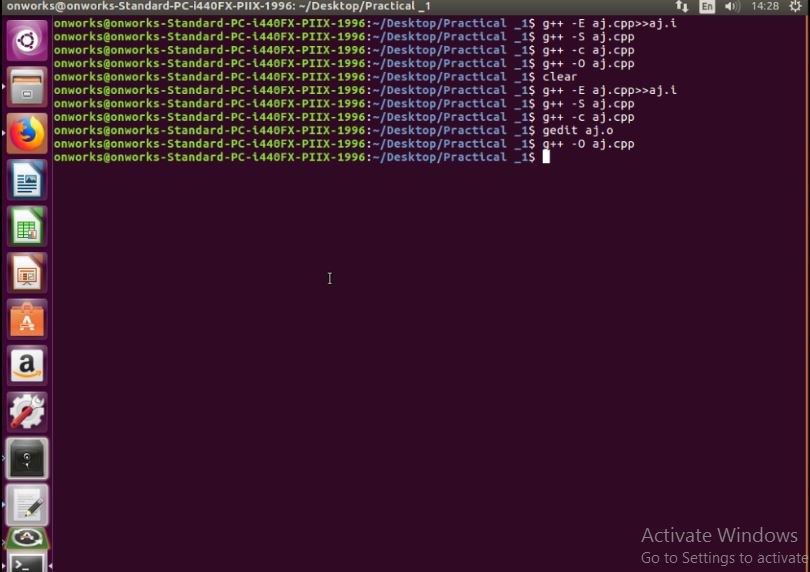 onworks@onworks-Standard-PC-i440FX-PIIX-1996: ~/Desktop/Practical _1
En
14:28
onworks@onworks-Standard-PC-i440FX-PIIX-1996:~/Desktop/Practical _1$ g++ -E aj.cpp>>aj.i
onworks@onworks-Standard-PC-i440FX-PIIX-1996:~/Desktop/Practical _1$ g++ -S aj.cpp
onworks@onworks-Standard-PC-i440FX-PIIX-1996:~/Desktop/Practical _1$ g++ -c aj.cpp
onworks@onworks-Standard-PC-i440FX-PIIX-1996:~/Desktop/Practical _1$ g++ -O aj.cpp
onworks@onworks-Standard-PC-i440FX-PIIX-1996:~/Desktop/Practical _1$ clear
onworks@onworks-Standard-PC-i440FX-PIIX-1996:~/Desktop/Practical _1$ g++ -E aj.cpp>>aj.i
onworks@onworks-Standard-PC-i440FX-PIIX-1996:~/Desktop/Practical _1$ g++ -S aj.cpp
onworks@onworks-Standard-PC-i440FX-PIIX-1996:~/Desktop/Practical _1$ g++ -c aj.cpp
onworks@onworks-Standard-PC-i440FX-PIIX-1996:~/Desktop/Practical _1$ gedit aj.o
onworks@onworks-Standard-PC-i440FX-PIIX-1996:~/Desktop/Practical _1$ g++ -O aj.cpp
onworks@onworks-Standard-PC-i440FX-PIIX-1996:~/Desktop/Practical _1$
Activate Windows
Go to Settings to activate